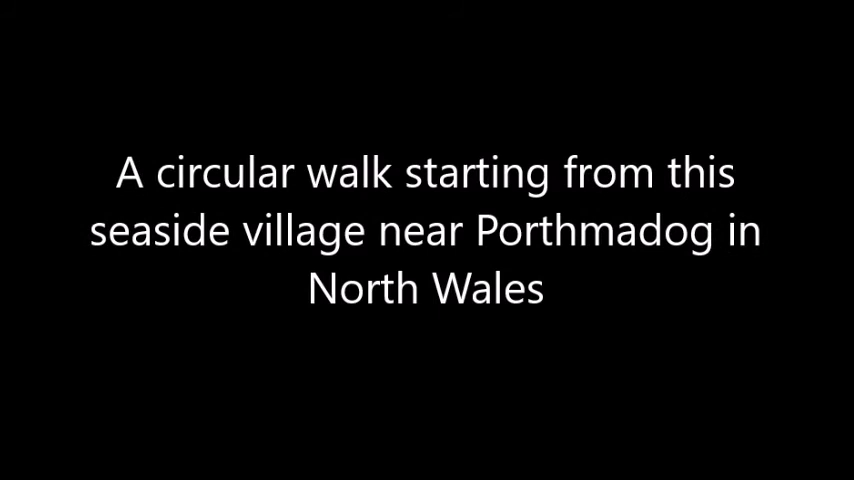 A circular walk starting from this
seaside village near Porthmadog in
North Wales